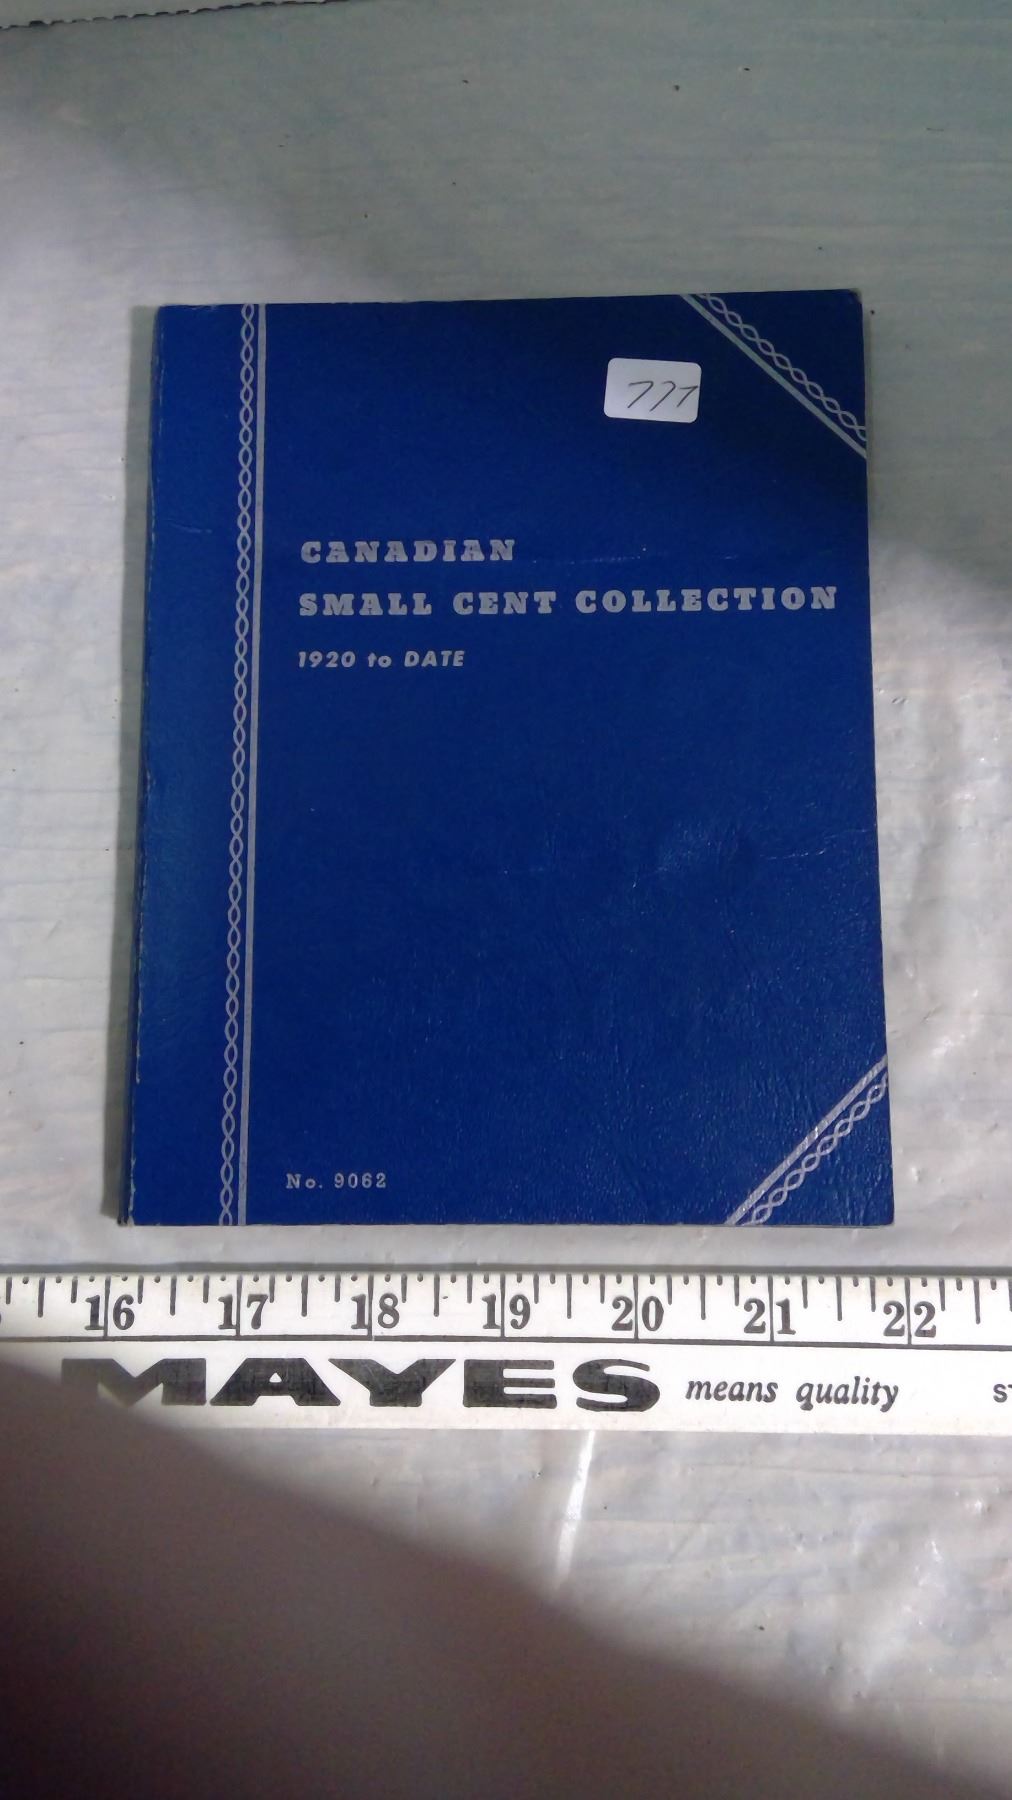 777
CANADIAN
SMALL CENT COLLECTION
1920 to DATE
No. 9062
16 17 18 19 20 21 22
MAYES means quality